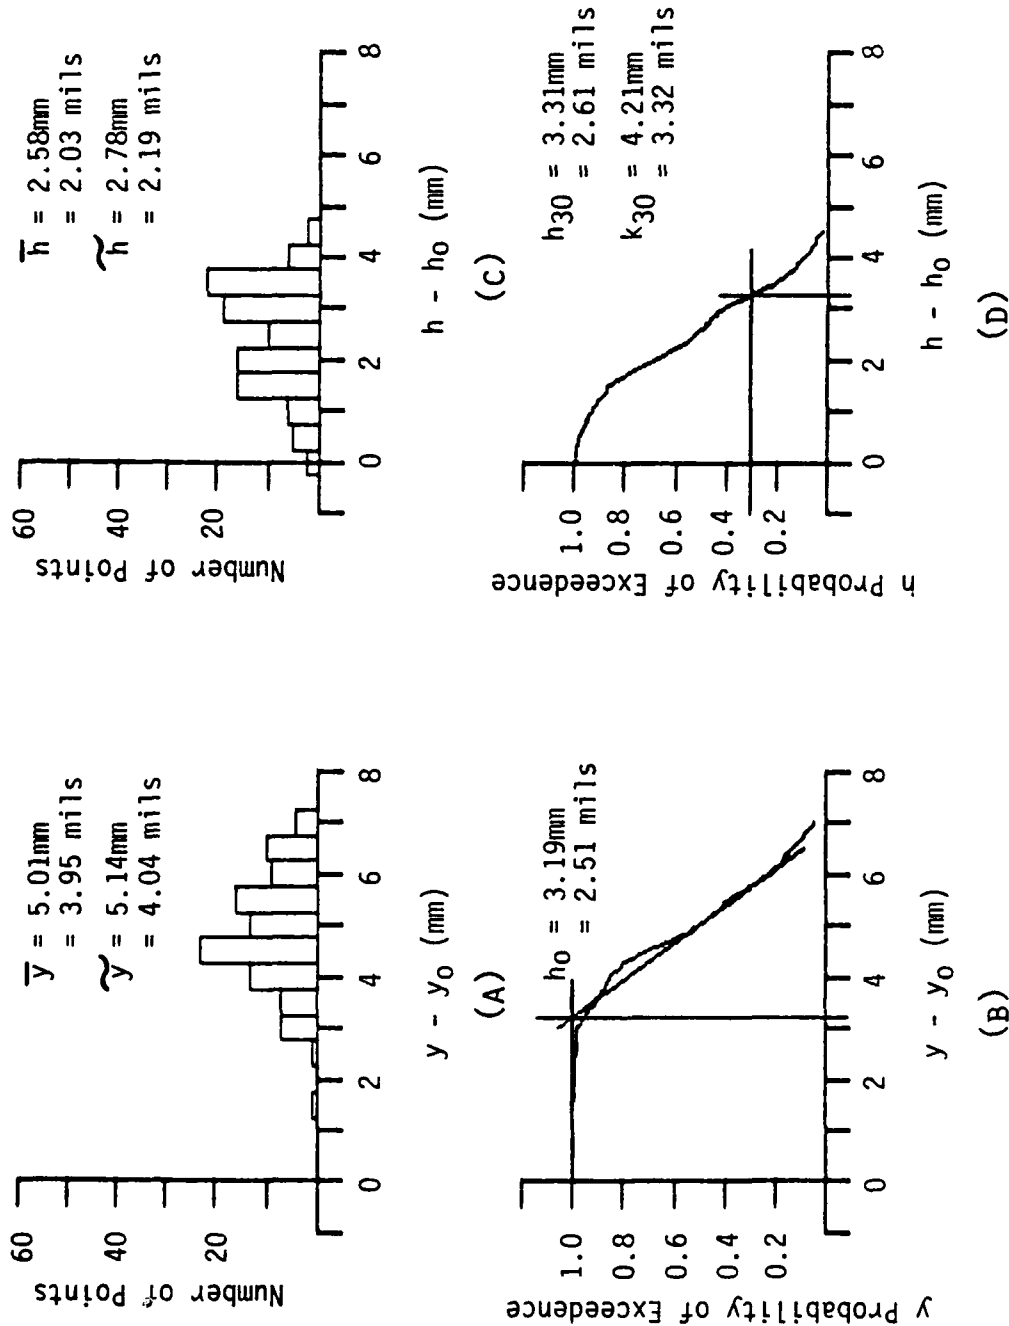 60
40
20
Number of Points
y̅ = 5.01mm
= 3.95 mils
ỹ = 5.14mm
= 4.04 mils
0
2
4
6
8
y - y₀ (mm)
(A)
1.0
0.8
0.6
0.4
0.2
y Probability of Exceedence
h₀ = 3.19mm
= 2.51 mils
0
2
4
6
8
y - y₀ (mm)
(B)
60
40
20
Number of Points
h̅ = 2.58mm
= 2.03 mils
h̃ = 2.78mm
= 2.19 mils
0
2
4
6
8
h - h₀ (mm)
(C)
1.0
0.8
0.6
0.4
0.2
h Probability of Exceedence
h₃₀ = 3.31mm
= 2.61 mils
k₃₀ = 4.21mm
= 3.32 mils
0
2
4
6
8
h - h₀ (mm)
(D)